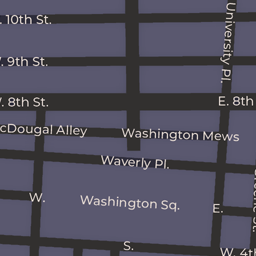 . 10th St.
University Pl.
. 9th St.
. 8th St.
E. 8th
cDougal Alley
Washington Mews
Waverly Pl.
W.
Washington Sq.
E.
S.
W. 4t